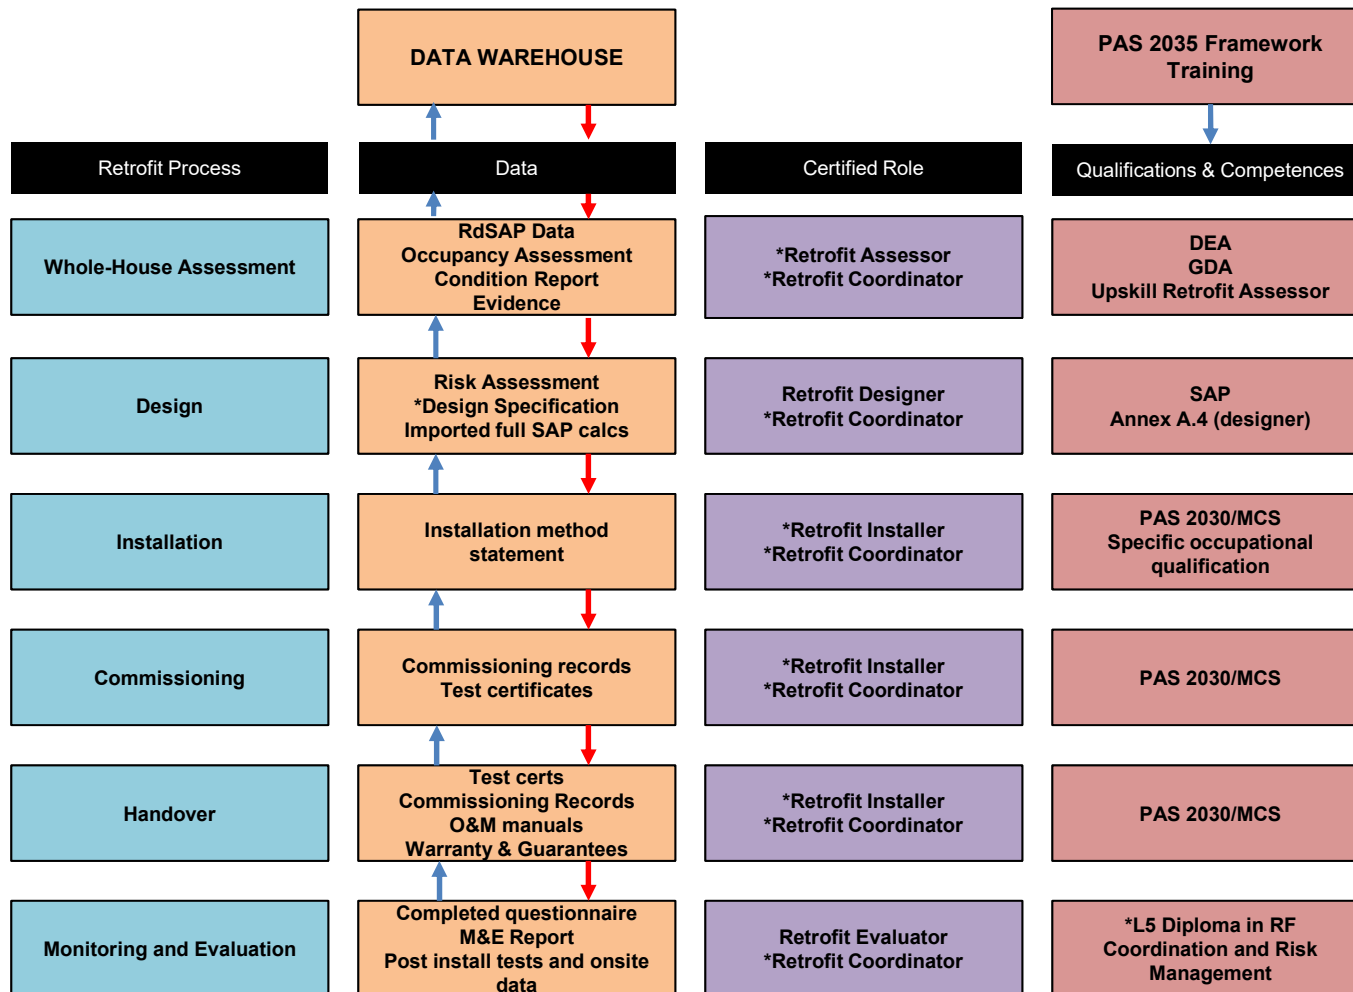 DATA WAREHOUSE
PAS 2035 Framework
Training
Retrofit Process
Data
Certified Role
Qualifications & Competences
Whole-House Assessment
RdSAP Data
Occupancy Assessment
Condition Report
Evidence
*Retrofit Assessor
*Retrofit Coordinator
DEA
GDA
Upskill Retrofit Assessor
Design
Risk Assessment
*Design Specification
Imported full SAP calcs
Retrofit Designer
*Retrofit Coordinator
SAP
Annex A.4 (designer)
Installation
Installation method
statement
*Retrofit Installer
*Retrofit Coordinator
PAS 2030/MCS
Specific occupational
qualification
Commissioning
Commissioning records
Test certificates
*Retrofit Installer
*Retrofit Coordinator
PAS 2030/MCS
Handover
Test certs
Commissioning Records
O&M manuals
Warranty & Guarantees
*Retrofit Installer
*Retrofit Coordinator
PAS 2030/MCS
Monitoring and Evaluation
Completed questionnaire
M&E Report
Post install tests and onsite
data
Retrofit Evaluator
*Retrofit Coordinator
*L5 Diploma in RF
Coordination and Risk
Management